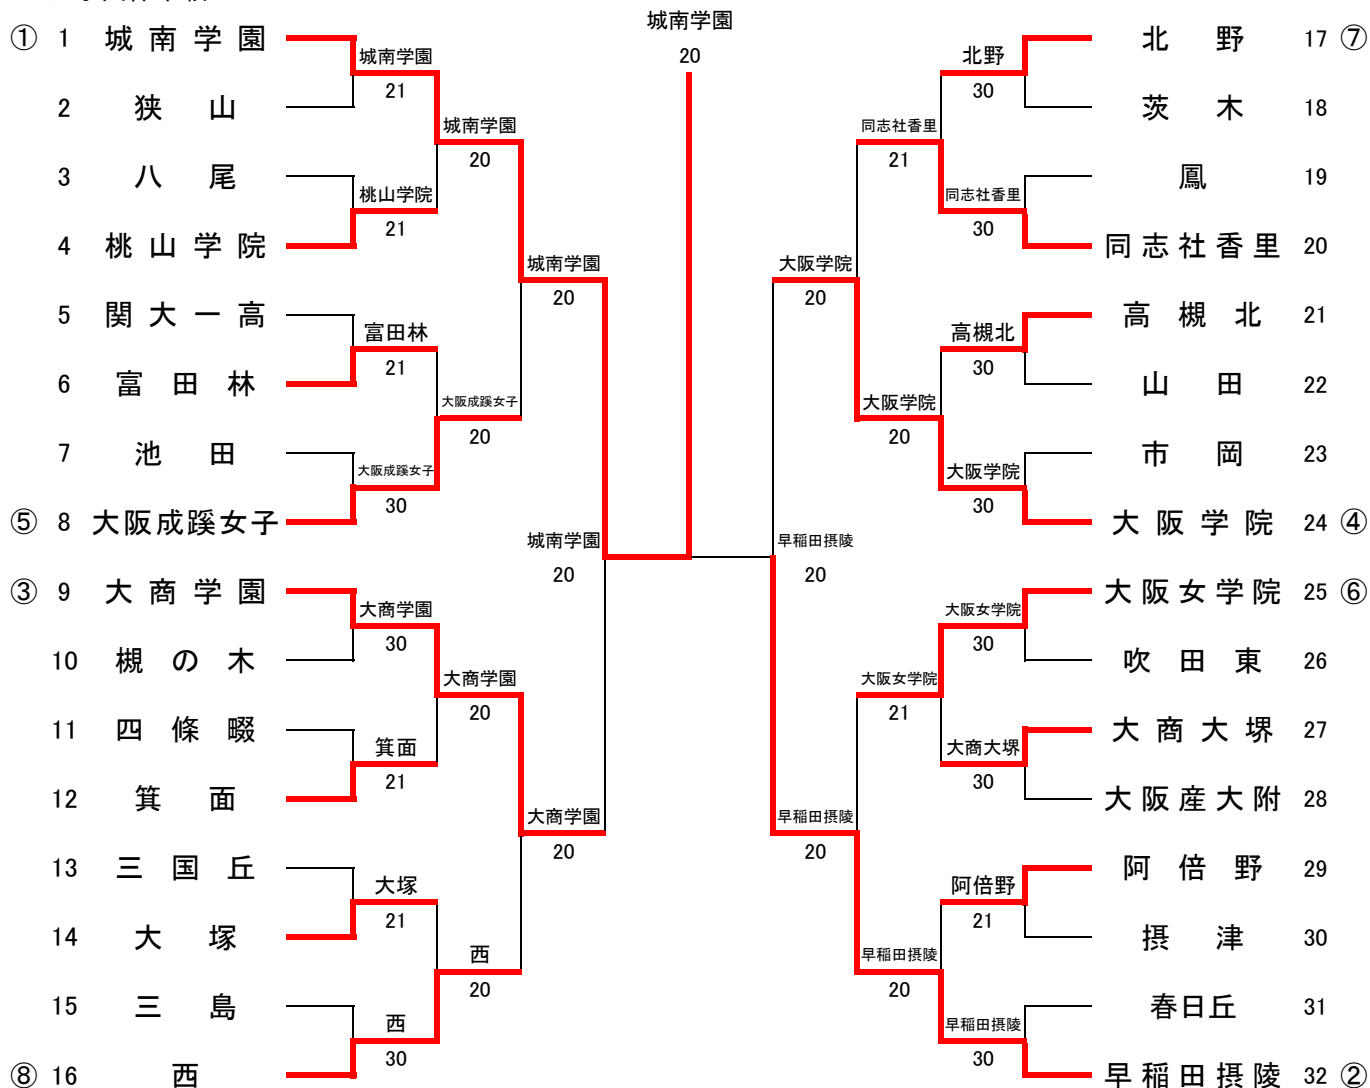 城南学園
20
① 1 城南学園
城南学園
21
2 狭山
城南学園
20
3 八尾
桃山学院
21
4 桃山学院
城南学園
20
5 関大一高
富田林
21
6 富田林
大阪成蹊女子
20
7 池田
大阪成蹊女子
30
⑤ 8 大阪成蹊女子
城南学園
20
③ 9 大商学園
大商学園
30
10 槻の木
大商学園
20
11 四條畷
箕面
21
12 箕面
大商学園
20
13 三国丘
大塚
21
14 大塚
西
20
15 三島
西
30
⑧ 16 西
北野 17 ⑦
北野
30
茨木 18
同志社香里
21
鳳 19
同志社香里
30
同志社香里 20
大阪学院
20
高槻北 21
高槻北
30
山田 22
大阪学院
20
市岡 23
大阪学院
30
大阪学院 24 ④
早稲田摂陵
20
大阪女学院 25 ⑥
大阪女学院
30
吹田東 26
大阪女学院
21
大商大堺 27
大商大堺
30
大阪産大附 28
早稲田摂陵
20
阿倍野 29
阿倍野
21
摂津 30
早稲田摂陵
20
春日丘 31
早稲田摂陵
30
早稲田摂陵 32 ②